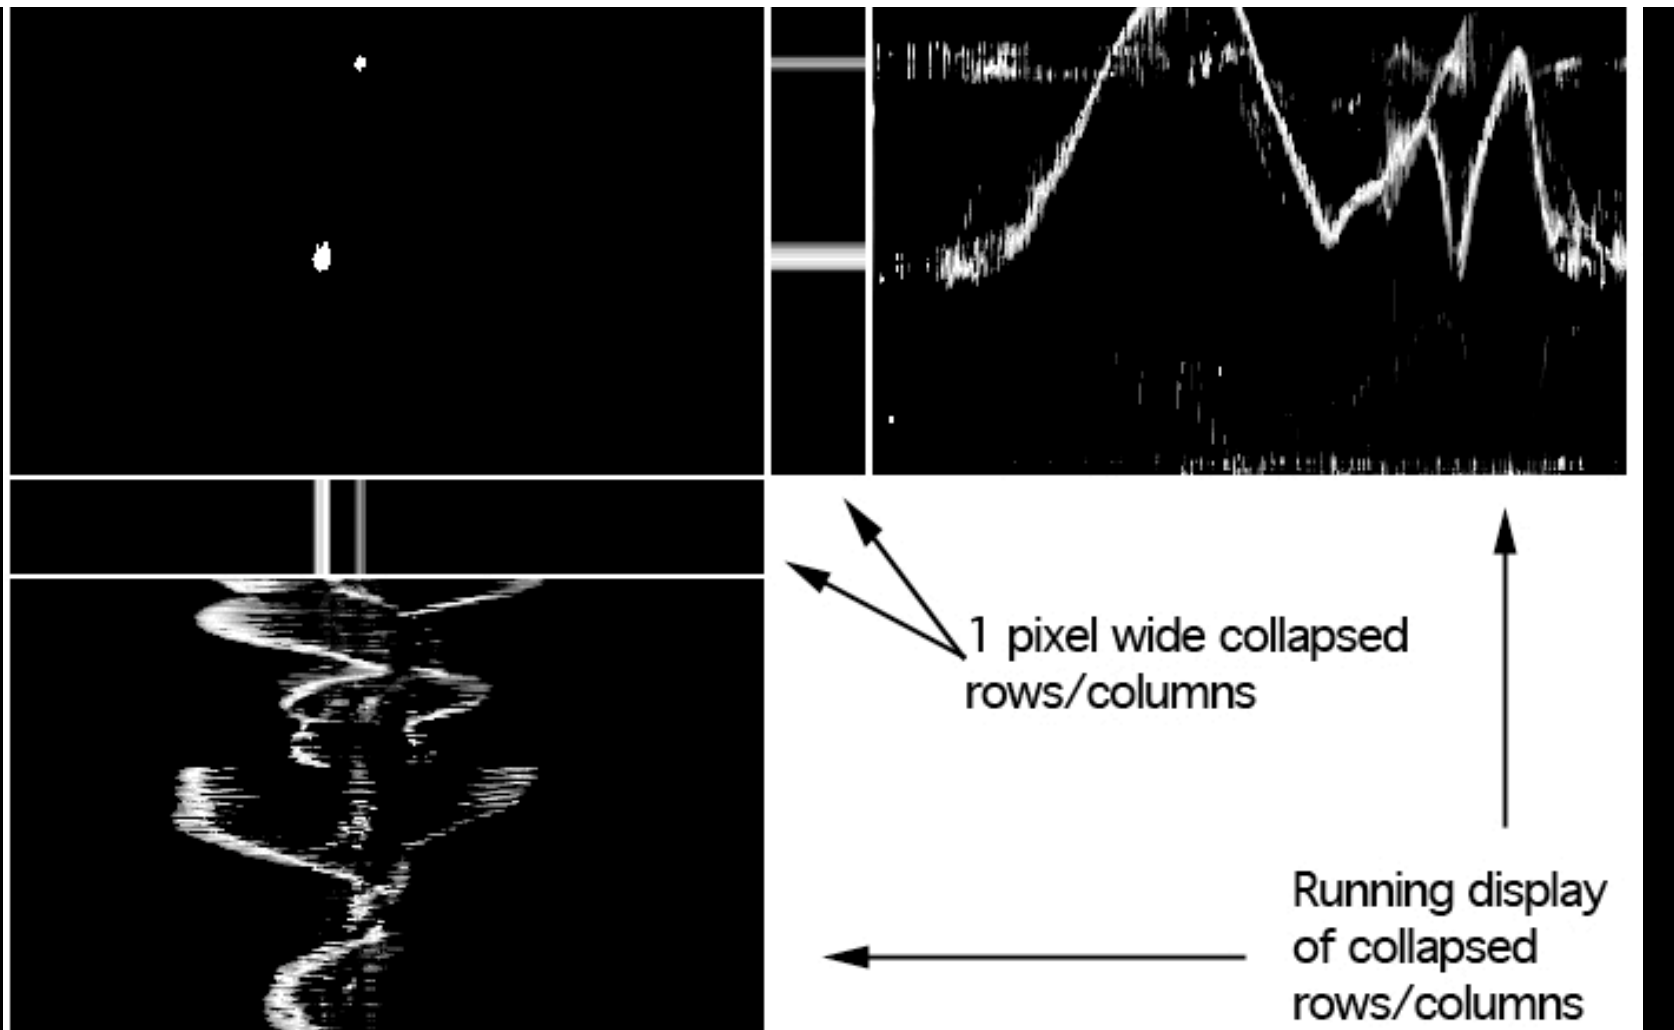 1 pixel wide collapsed
rows/columns
Running display
of collapsed
rows/columns